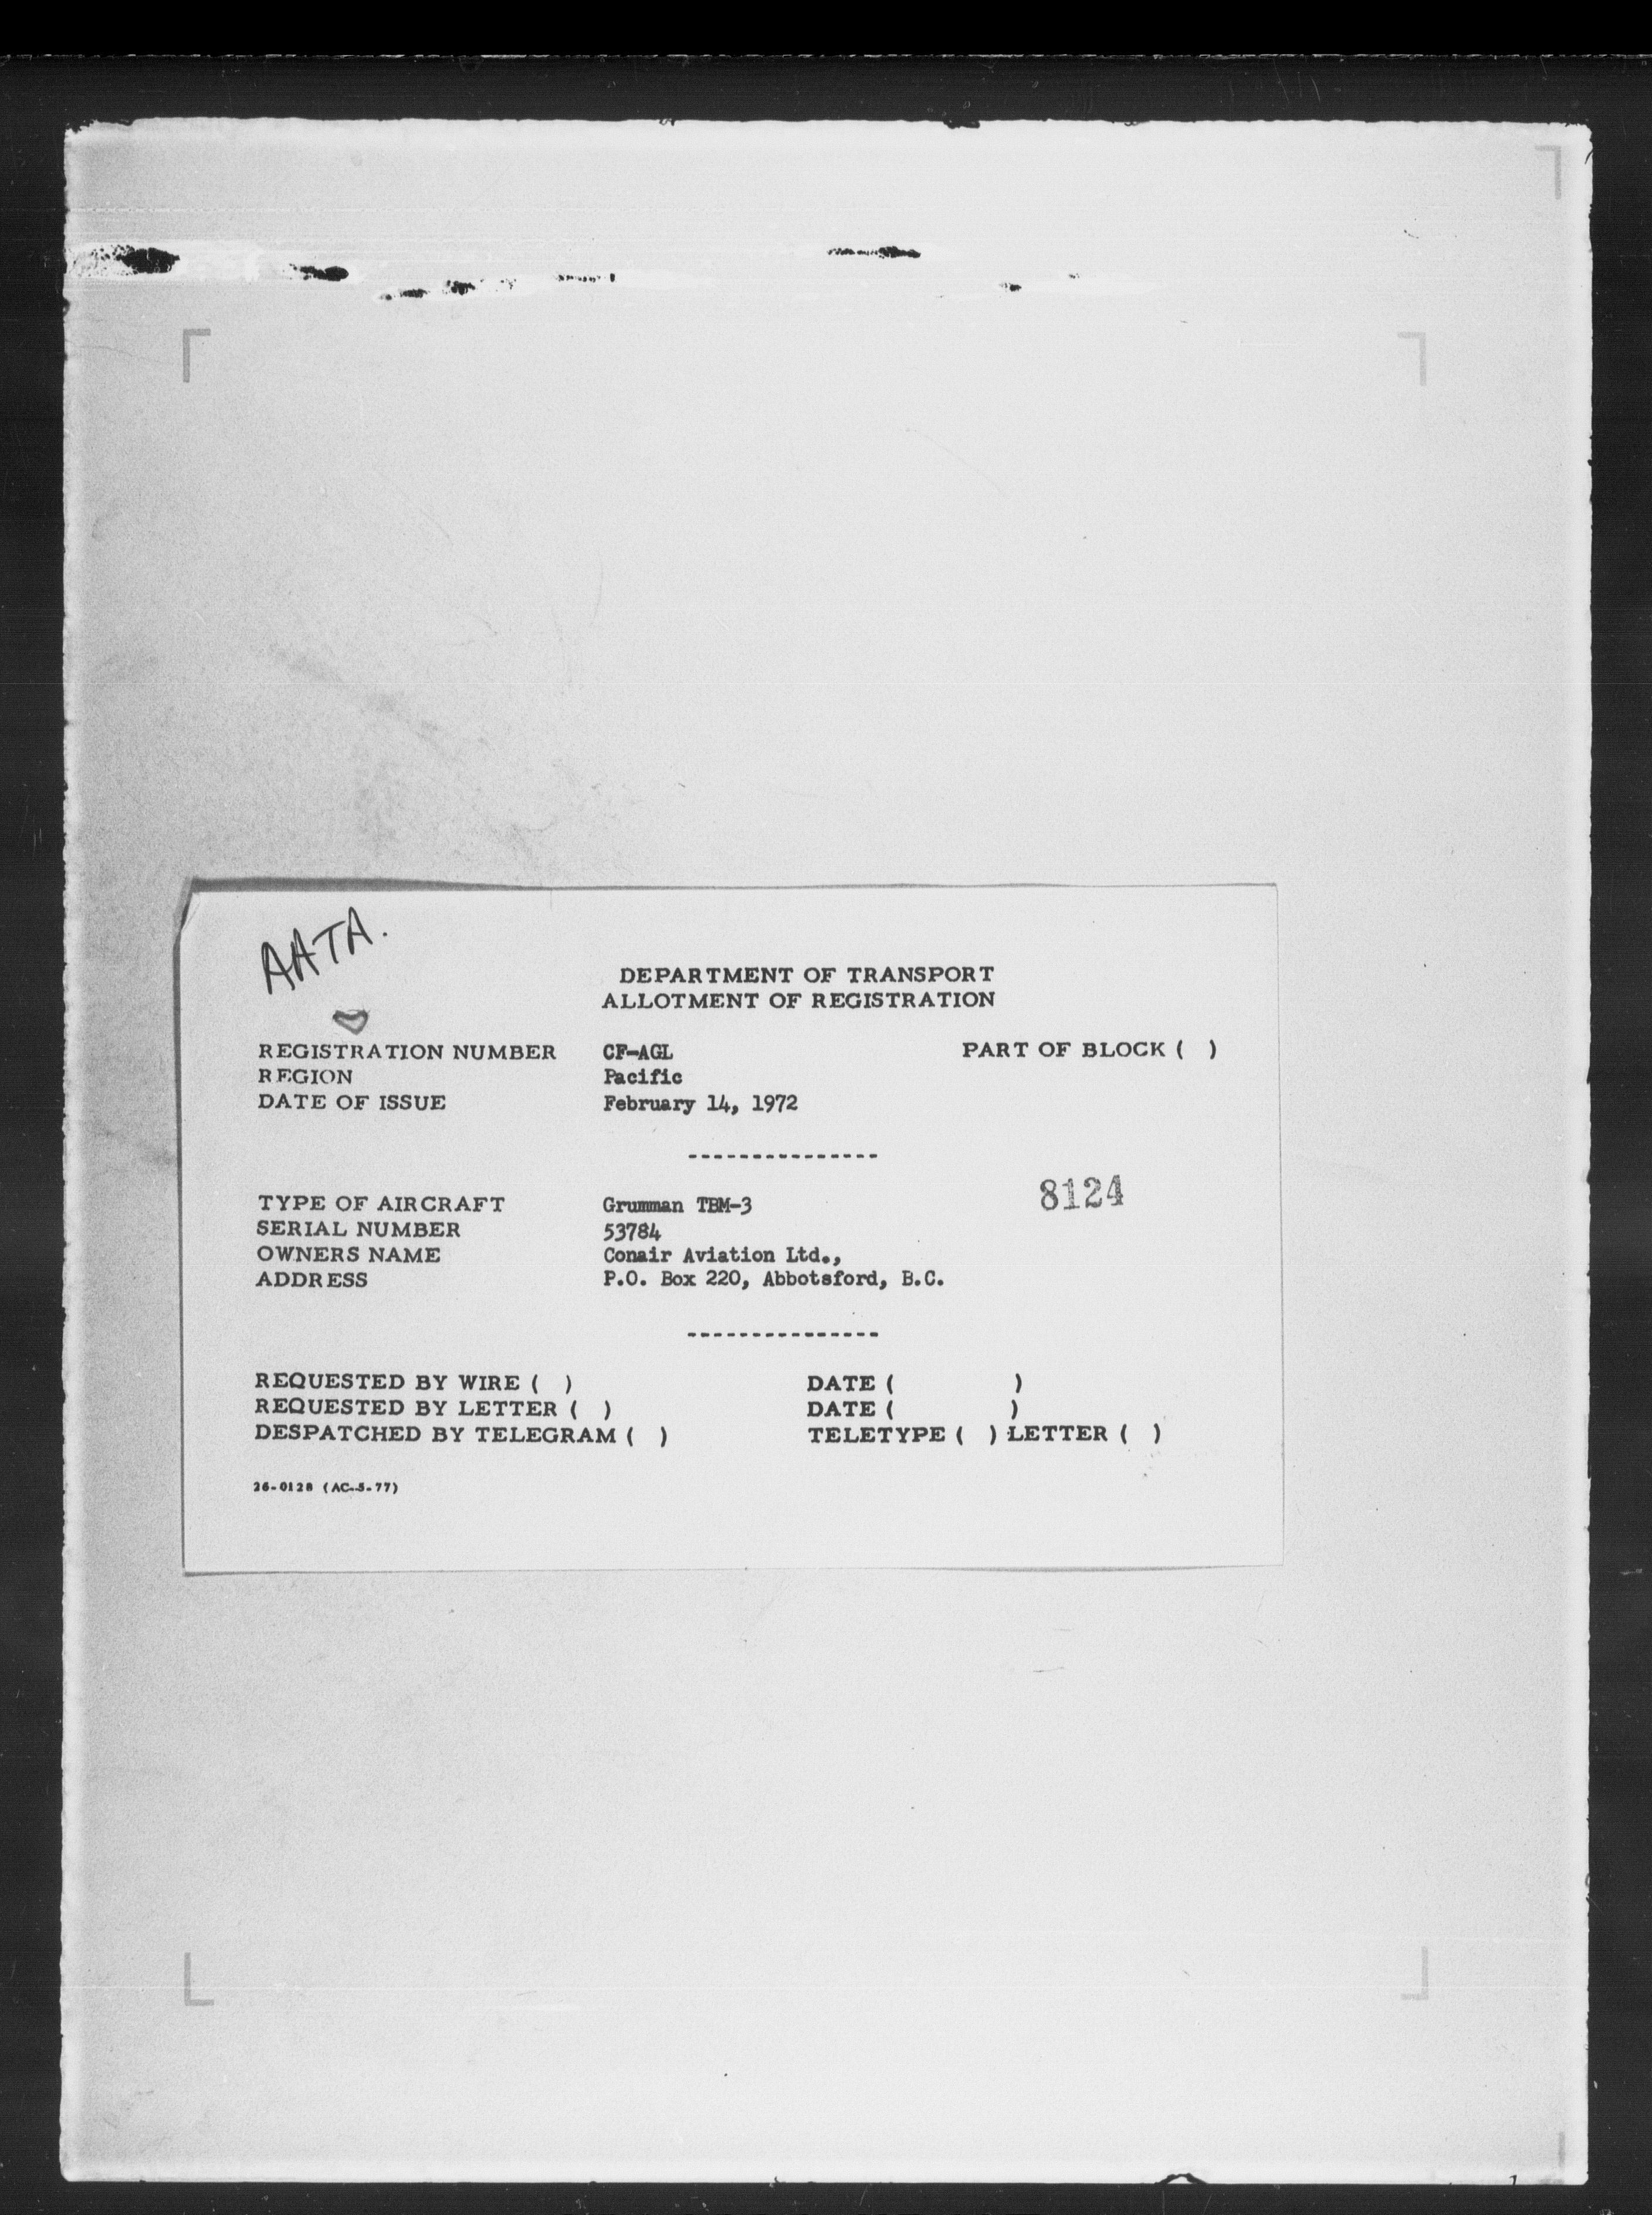 AATA.
DEPARTMENT OF TRANSPORT
ALLOTMENT OF REGISTRATION
REGISTRATION NUMBER CF-AGL PART OF BLOCK ( )
REGION Pacific
DATE OF ISSUE February 14, 1972
---------------
8124
TYPE OF AIRCRAFT Grumman TBM-3
SERIAL NUMBER 53784
OWNERS NAME Conair Aviation Ltd.,
ADDRESS P.O. Box 220, Abbotsford, B.C.
---------------
REQUESTED BY WIRE ( ) DATE ( )
REQUESTED BY LETTER ( ) DATE ( )
DESPATCHED BY TELEGRAM ( ) TELETYPE ( ) LETTER ( )
26-0128 (AC-5-77)